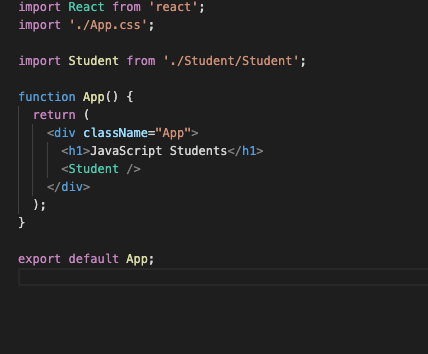 import React from 'react';
import './App.css';
import Student from './Student/Student';
function App() {
return (
<div className="App">
<h1>JavaScript Students</h1>
<Student />
</div>
);
}
export default App;